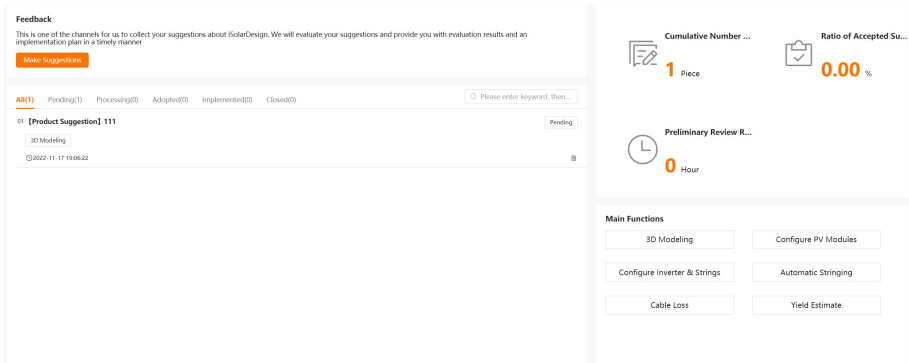 Feedback
This is one of the channels for us to collect your suggestions about iSolarDesign. We will evaluate your suggestions and provide you with evaluation results and an
implementation plan in a timely manner
Make Suggestions
All(1) Pending(1) Processing(0) Adopted(0) Implemented(0) Closed(0) Please enter keyword, then...
01 【Product Suggestion】111 Pending
3D Modeling
2022-11-17 19:06:22
Cumulative Number ...
1 Piece
Ratio of Accepted Su...
0.00 %
Preliminary Review R...
0 Hour
Main Functions
3D Modeling Configure PV Modules
Configure Inverter & Strings Automatic Stringing
Cable Loss Yield Estimate